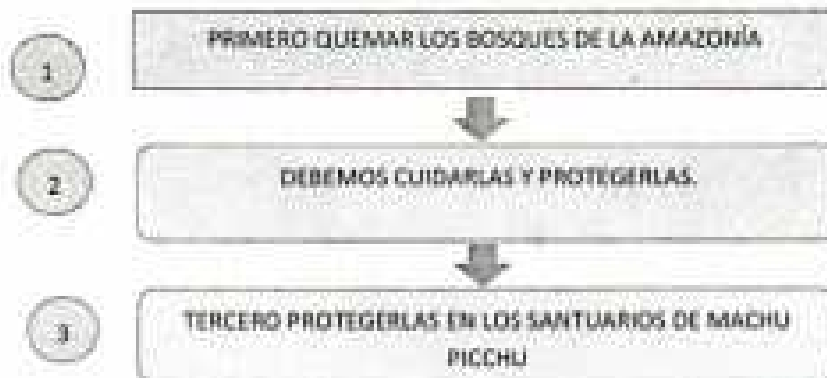 1
PRIMERO QUEMAR LOS BOSQUES DE LA AMAZONÍA
2
DEBEMOS CUIDARLAS Y PROTEGERLAS.
3
TERCERO PROTEGERLAS EN LOS SANTUARIOS DE MACHU
PICCHU